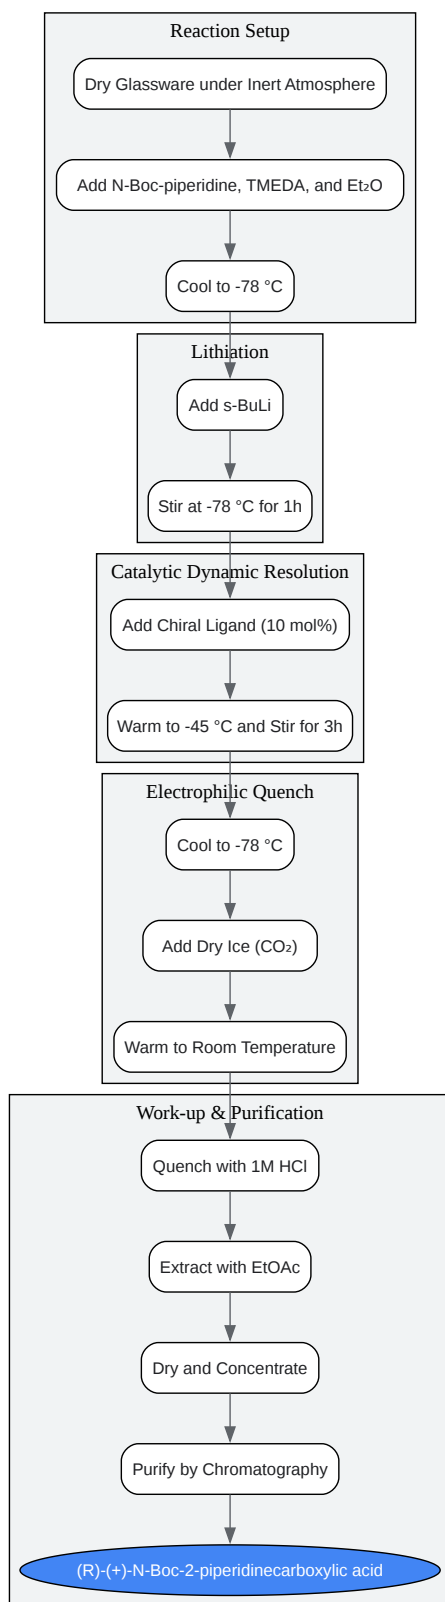 Reaction Setup
Dry Glassware under Inert Atmosphere
Add N-Boc-piperidine, TMEDA, and Et₂O
Cool to -78 °C
Lithiation
Add s-BuLi
Stir at -78 °C for 1h
Catalytic Dynamic Resolution
Add Chiral Ligand (10 mol%)
Warm to -45 °C and Stir for 3h
Electrophilic Quench
Cool to -78 °C
Add Dry Ice (CO₂)
Warm to Room Temperature
Work-up & Purification
Quench with 1M HCl
Extract with EtOAc
Dry and Concentrate
Purify by Chromatography
(R)-(+)-N-Boc-2-piperidinecarboxylic acid